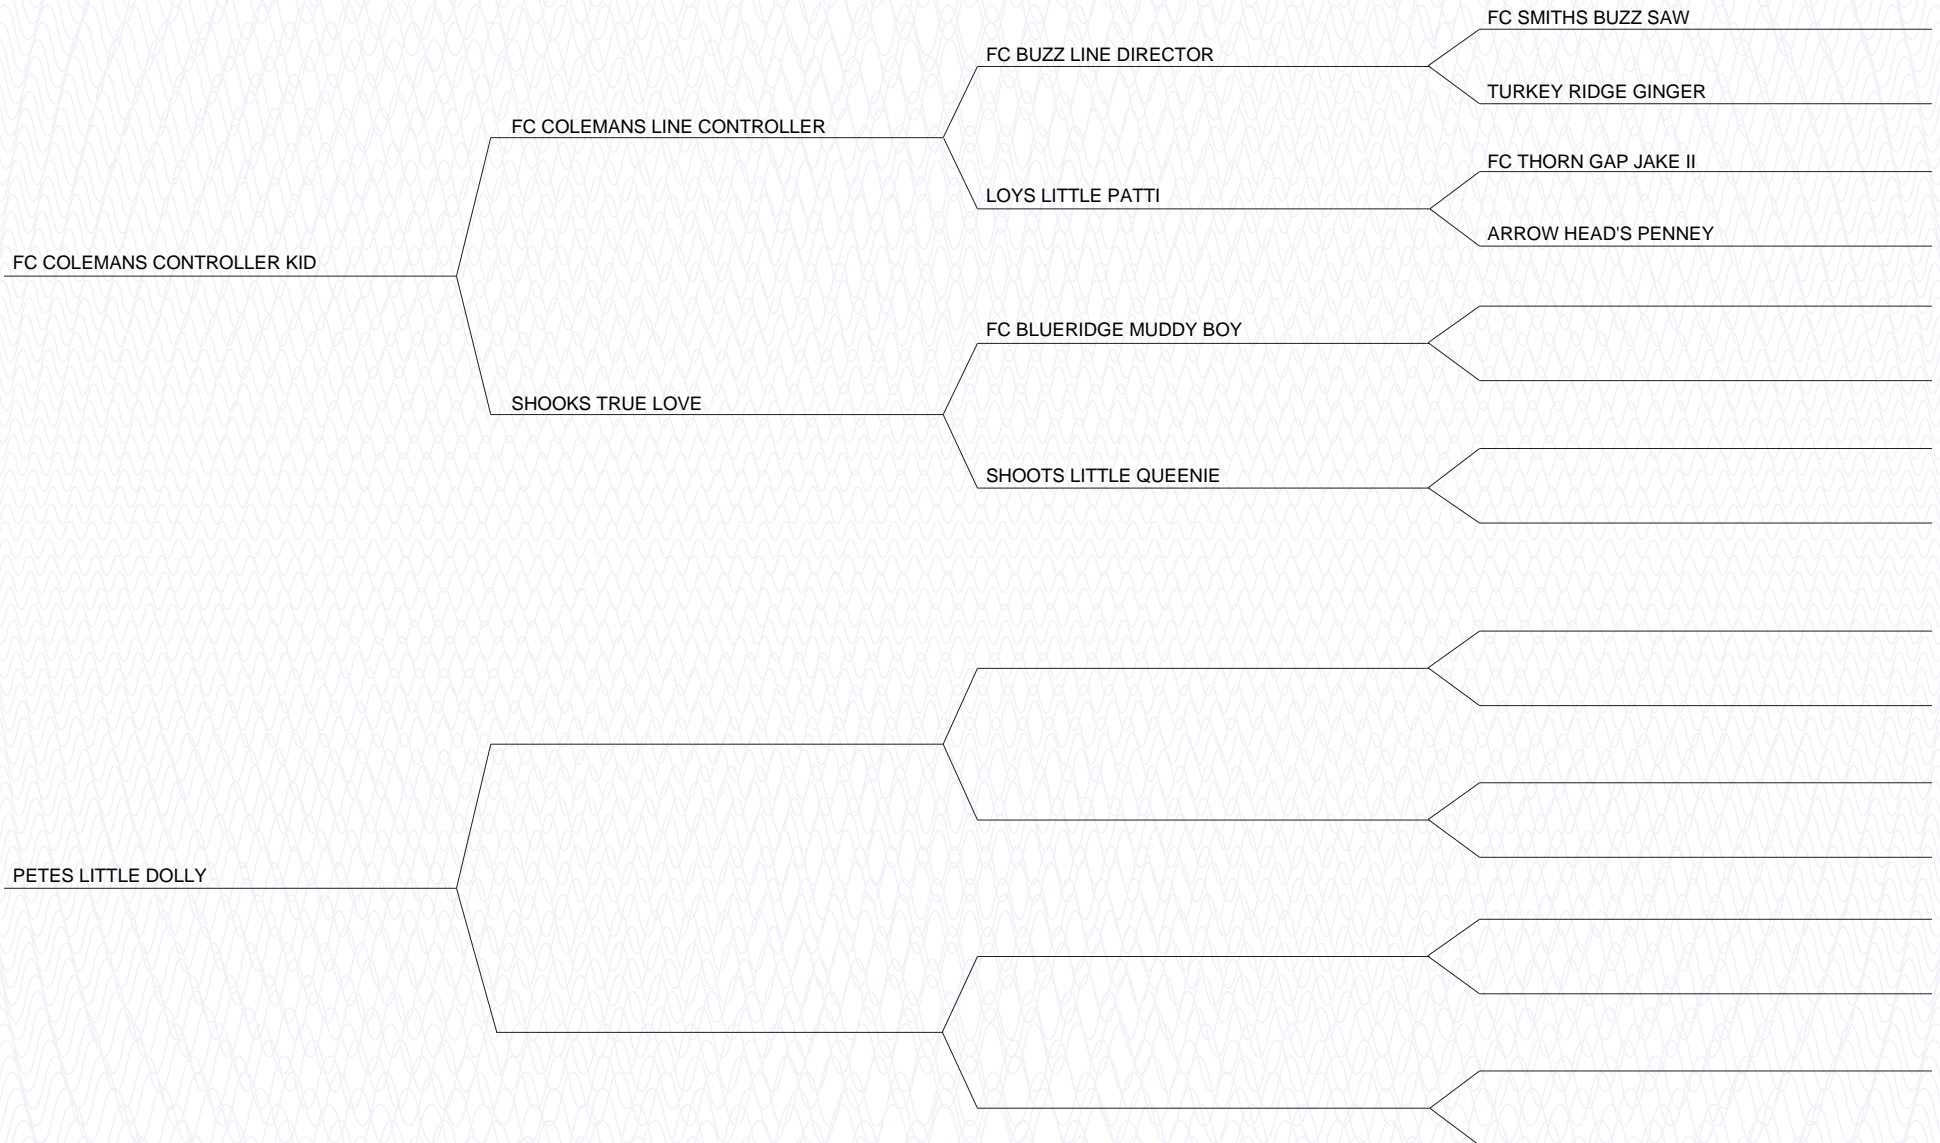 FC SMITHS BUZZ SAW
FC BUZZ LINE DIRECTOR
TURKEY RIDGE GINGER
FC COLEMANS LINE CONTROLLER
FC THORN GAP JAKE II
LOYS LITTLE PATTI
ARROW HEAD'S PENNEY
FC COLEMANS CONTROLLER KID
FC BLUERIDGE MUDDY BOY
SHOOKS TRUE LOVE
SHOOTS LITTLE QUEENIE
PETES LITTLE DOLLY